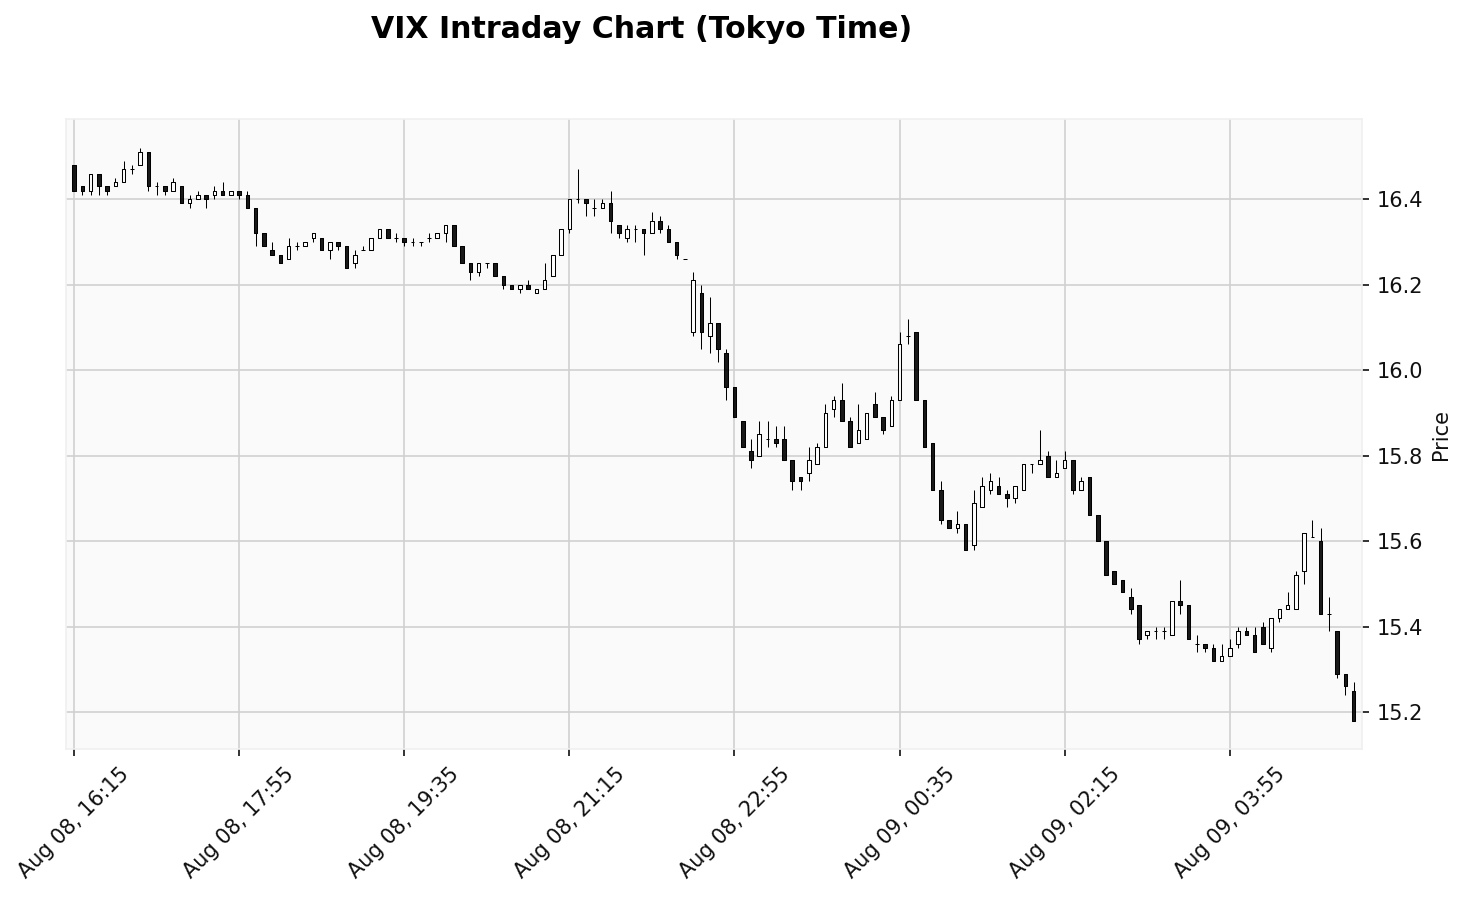 VIX Intraday Chart (Tokyo Time)
16.4
16.2
16.0
15.8
15.6
15.4
15.2
Price
Aug 08, 16:15
Aug 08, 17:55
Aug 08, 19:35
Aug 08, 21:15
Aug 08, 22:55
Aug 09, 00:35
Aug 09, 02:15
Aug 09, 03:55